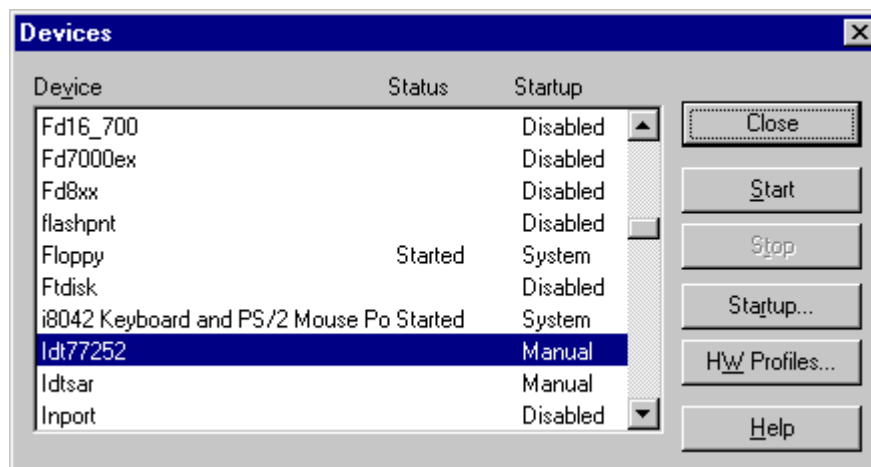 Devices
Device Status Startup
Fd16_700 Disabled
Fd7000ex Disabled
Fd8xx Disabled
flashpnt Disabled
Floppy Started System
Ftdisk Disabled
i8042 Keyboard and PS/2 Mouse Po Started System
Idt77252 Manual
Idtsar Manual
Inport Disabled
Close
Start
Stop
Startup...
HW Profiles...
Help